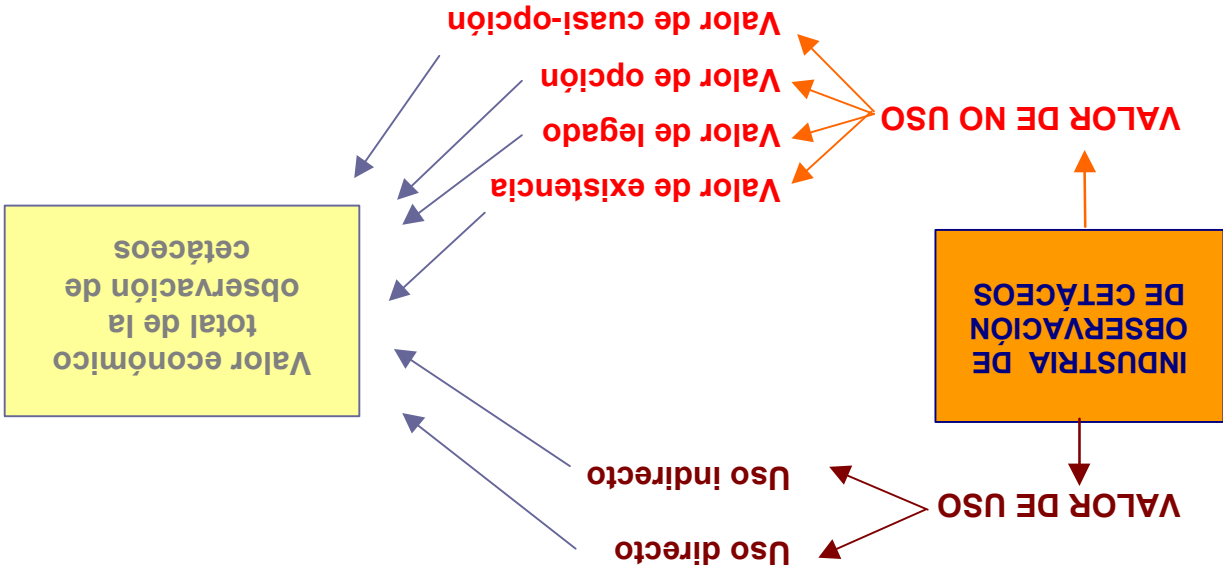 VALOR DE USO
Uso directo
Uso indirecto
INDUSTRIA DE
OBSERVACIÓN
DE CETÁCEOS
Valor económico
total de la
observación de
cetáceos
VALOR DE NO USO
Valor de existencia
Valor de legado
Valor de opción
Valor de cuasi-opción